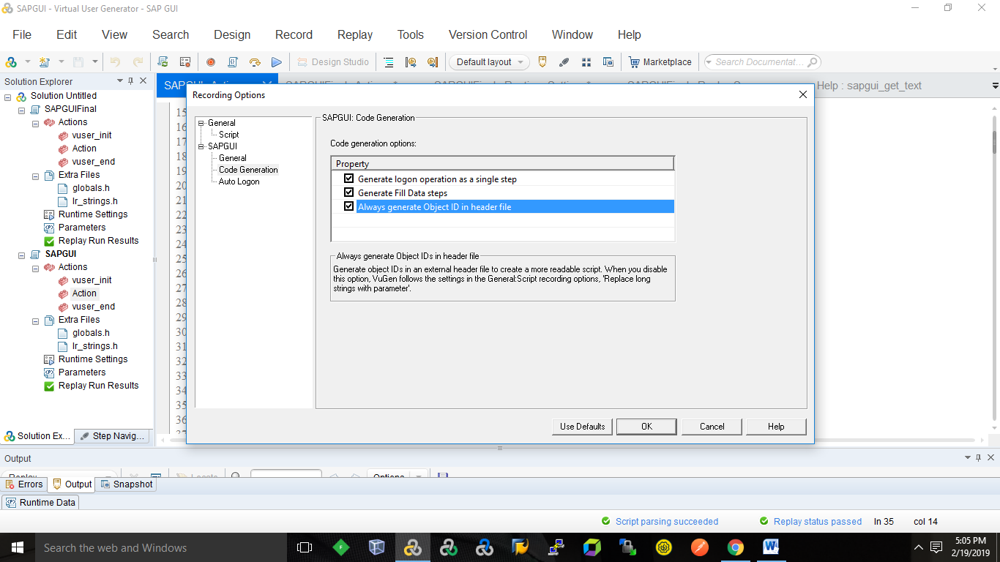 SAPGUI - Virtual User Generator - SAP GUI
File Edit View Search Design Record Replay Tools Version Control Window Help
Design Studio Default layout Marketplace Search Documentat...
Solution Explorer
Solution Untitled
SAPGUIFinal
Actions
vuser_init
Action
vuser_end
Extra Files
globals.h
lr_strings.h
Runtime Settings
Parameters
Replay Run Results
SAPGUI
Actions
vuser_init
Action
vuser_end
Extra Files
globals.h
lr_strings.h
Runtime Settings
Parameters
Replay Run Results
Solution Ex... Step Navig...
Help : sapgui_get_text
15
16
17
18
19
20
21
22
23
24
25
26
27
28
29
30
31
32
33
34
35
36
Recording Options
General
Script
SAPGUI
General
Code Generation
Auto Logon
SAPGUI: Code Generation
Code generation options:
Property
Generate logon operation as a single step
Generate Fill Data steps
Always generate Object ID in header file
Always generate Object IDs in header file
Generate object IDs in an external header file to create a more readable script. When you disable
this option, VuGen follows the settings in the General:Script recording options, 'Replace long
strings with parameter'.
Use Defaults OK Cancel Help
Output
Replay Locate Options
Errors Output Snapshot
Runtime Data
Script parsing succeeded Replay status passed ln 35 col 14
Search the web and Windows
5:05 PM
2/19/2019